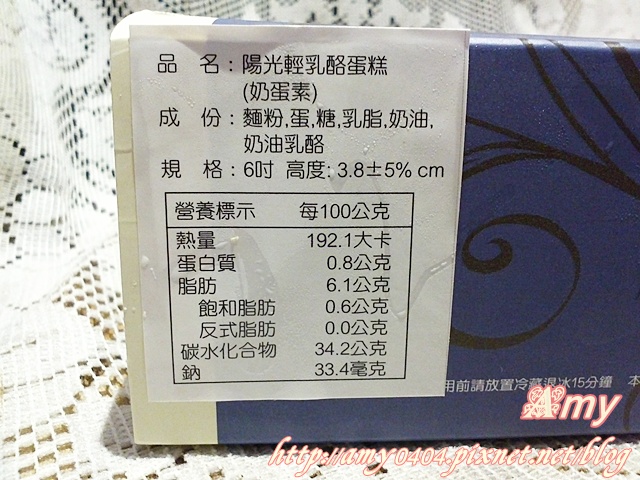 品 名:陽光輕乳酪蛋糕
(奶蛋素)
成 份:麵粉,蛋,糖,乳脂,奶油,
奶油乳酪
規 格:6吋 高度:3.8±5% cm
營養標示 每100公克
熱量 192.1大卡
蛋白質 0.8公克
脂肪 6.1公克
飽和脂肪 0.6公克
反式脂肪 0.0公克
碳水化合物 34.2公克
鈉 33.4毫克
用前請放置冷藏退冰15分鐘 本
Amy
http://amy0404.pixnet.net/blog